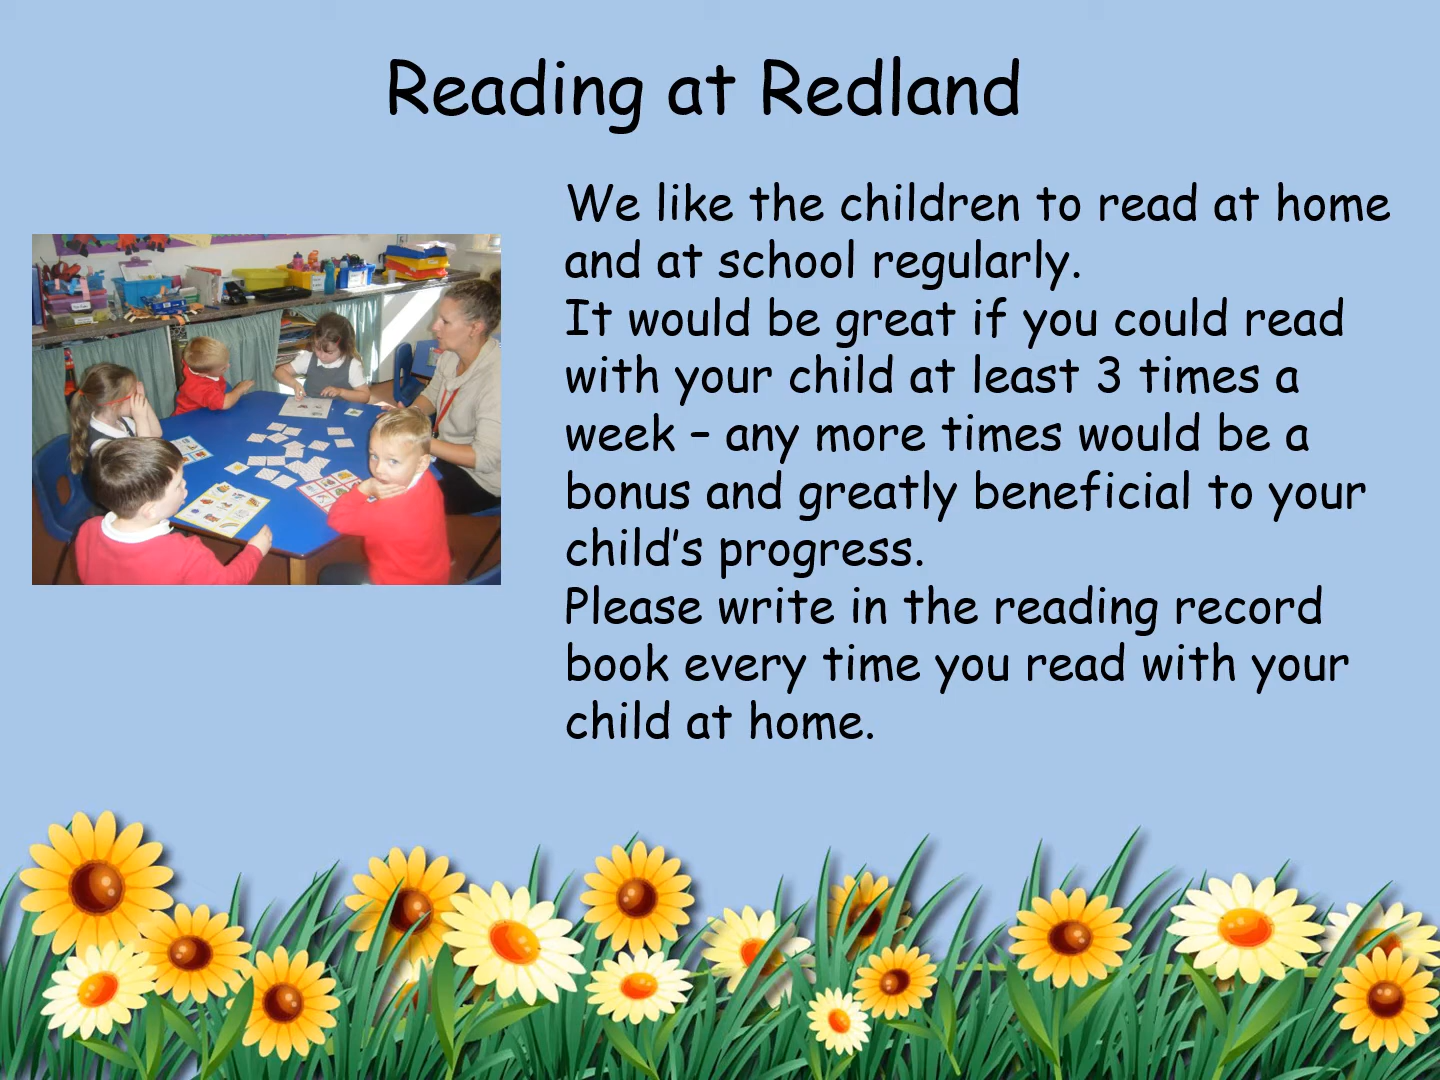 Reading at Redland
We like the children to read at home
and at school regularly.
It would be great if you could read
with your child at least 3 times a
week – any more times would be a
bonus and greatly beneficial to your
child’s progress.
Please write in the reading record
book every time you read with your
child at home.